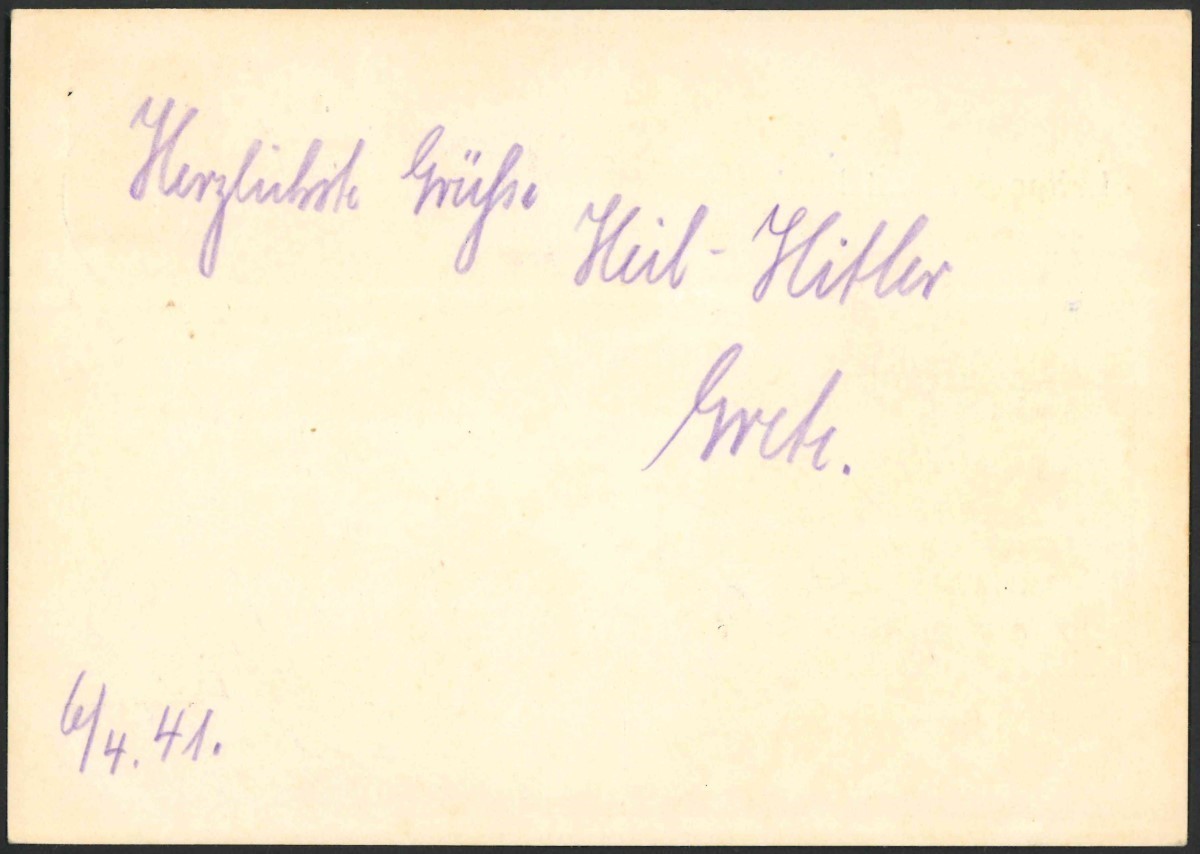 Herzlichste Grüße
Heil - Hitler
Grete.
6/4.41.